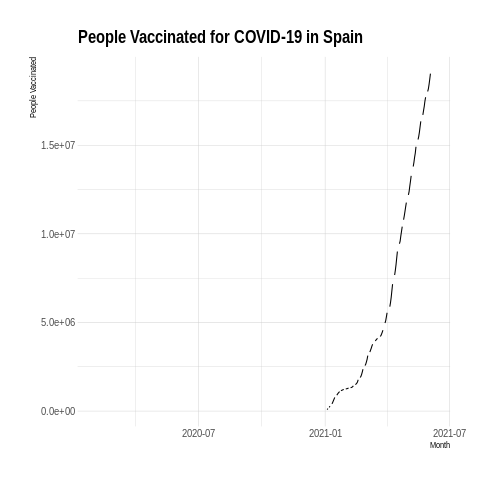 People Vaccinated for COVID-19 in Spain
People Vaccinated
1.5e+07
1.0e+07
5.0e+06
0.0e+00
2020-07
2021-01
2021-07
Month